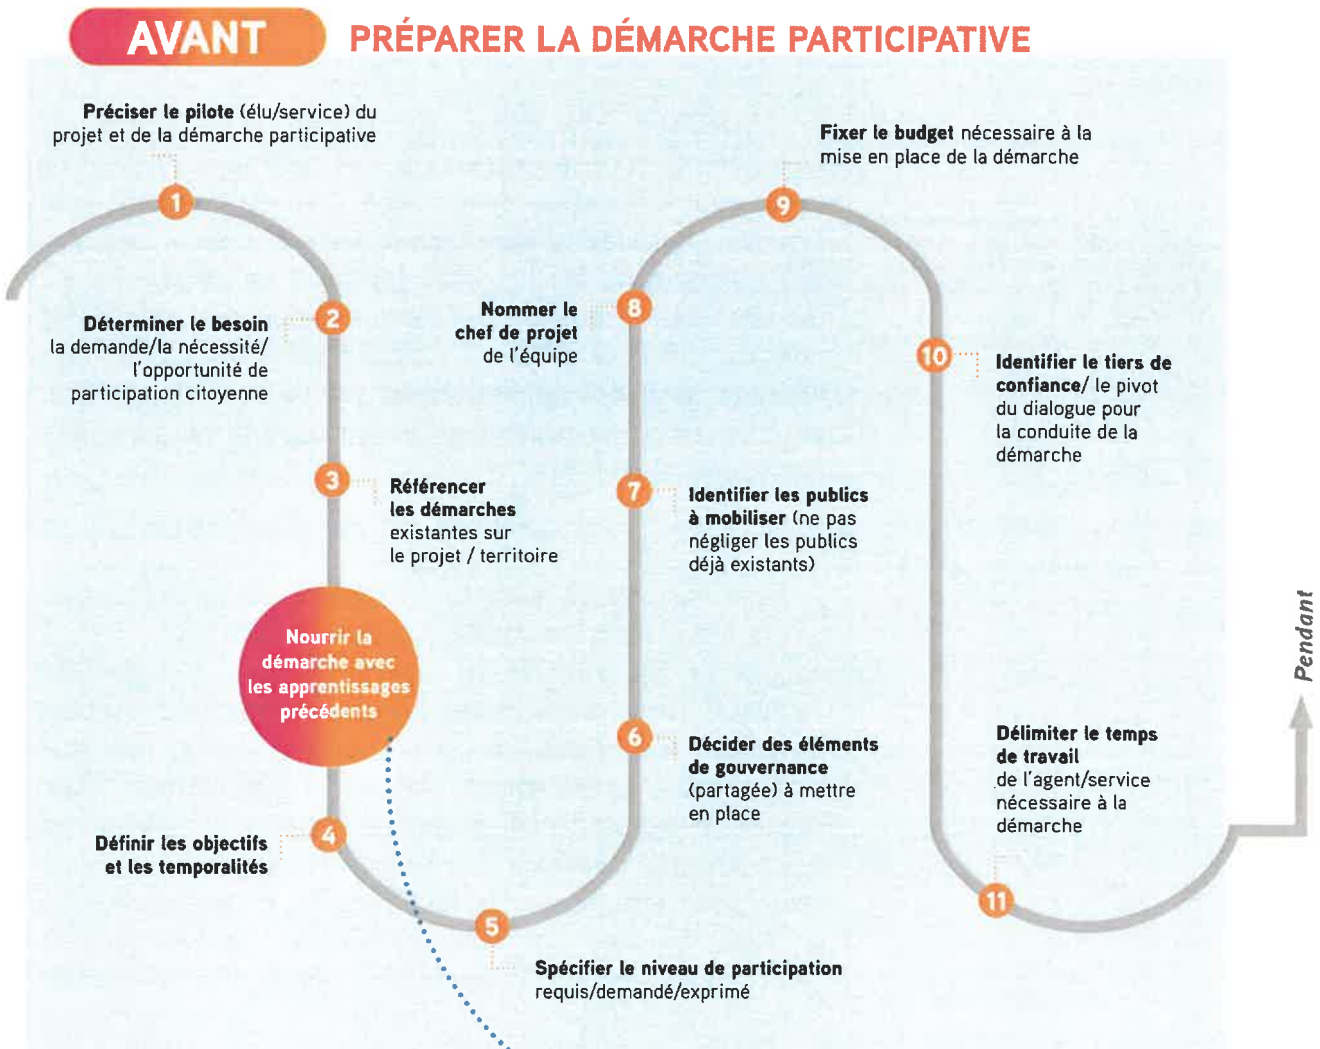 AVANT
PRÉPARER LA DÉMARCHE PARTICIPATIVE
Préciser le pilote (élu/service) du
projet et de la démarche participative
1
2
Déterminer le besoin
la demande/la nécessité/
l'opportunité de
participation citoyenne
3
Référencer
les démarches
existantes sur
le projet / territoire
Nourrir la
démarche avec
les apprentissages
précédents
4
Définir les objectifs
et les temporalités
5
Spécifier le niveau de participation
requis/demandé/exprimé
6
Décider des éléments
de gouvernance
(partagée) à mettre
en place
7
Identifier les publics
à mobiliser (ne pas
négliger les publics
déjà existants)
8
Nommer le
chef de projet
de l'équipe
9
Fixer le budget nécessaire à la
mise en place de la démarche
10
Identifier le tiers de
confiance/ le pivot
du dialogue pour
la conduite de la
démarche
11
Délimiter le temps
de travail
de l'agent/service
nécessaire à la
démarche
Pendant